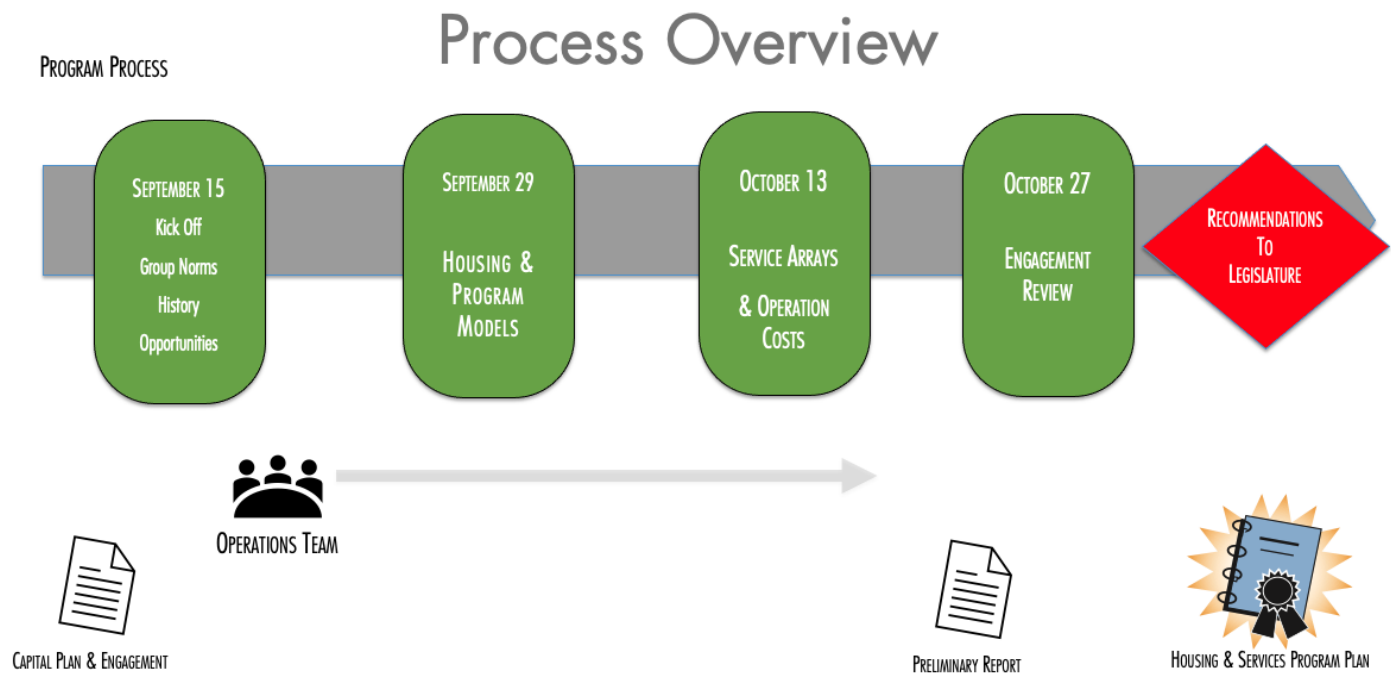 Process Overview
Program Process
September 15
Kick Off
Group Norms
History
Opportunities
September 29
Housing &
Program
Models
October 13
Service Arrays
& Operation
Costs
October 27
Engagement
Review
Recommendations
To
Legislature
Operations Team
Capital Plan & Engagement
Preliminary Report
Housing & Services Program Plan